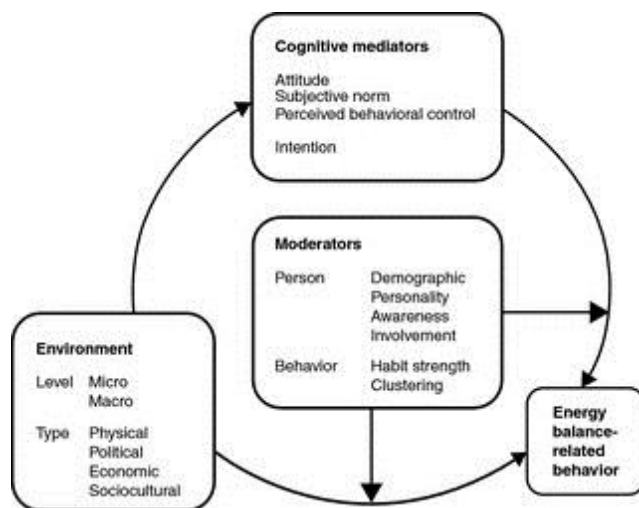 Cognitive mediators
Attitude
Subjective norm
Perceived behavioral control
Intention
Moderators
Person Demographic
Personality
Awareness
Involvement
Behavior Habit strength
Clustering
Environment
Level Micro
Macro
Type Physical
Political
Economic
Sociocultural
Energy
balance-
related
behavior